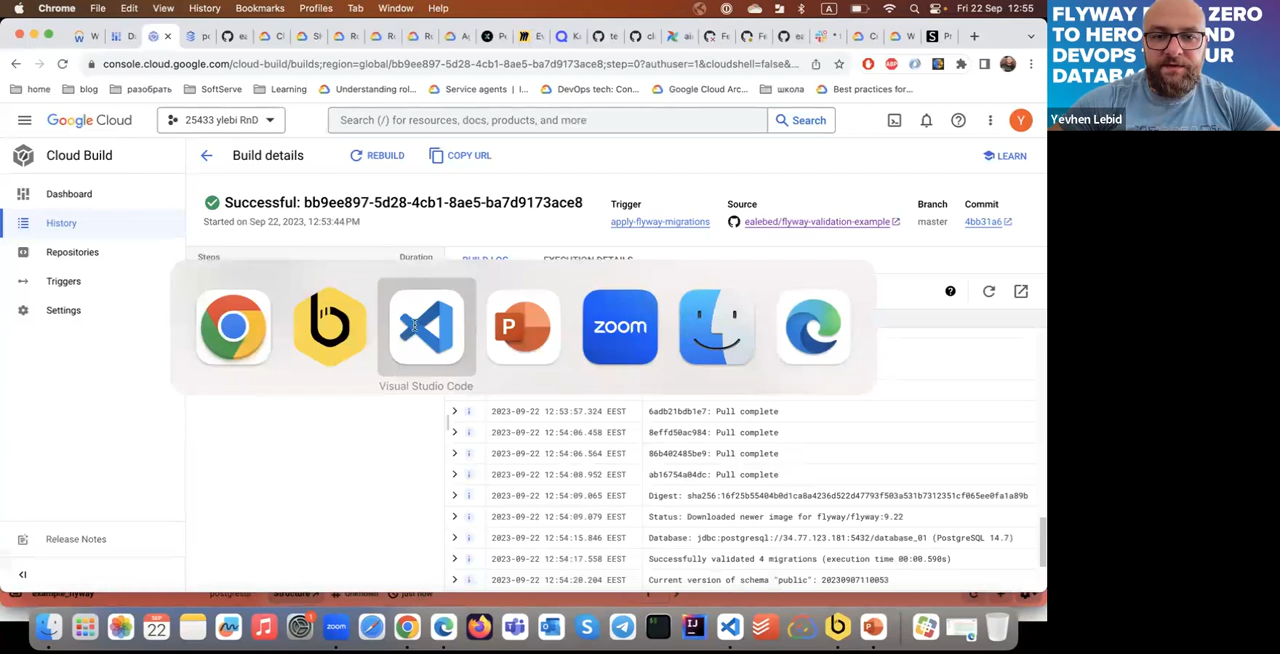 Chrome File Edit View History Bookmarks Profiles Tab Window Help
A
Fri 22 Sep 12:55
console.cloud.google.com/cloud-build/builds;region=global/bb9ee897-5d28-4cb1-8ae5-ba7d9173ace8;step=0?authuser=1&cloudshell=false&...
home blog разобрать SoftServe Learning Understanding rol... Service agents | I... DevOps tech: Con... Google Cloud Arc... школа Best practices for...
Google Cloud
25433 ylebi RnD
Search (/) for resources, docs, products, and more
Search
Y
Cloud Build
Build details
REBUILD
COPY URL
LEARN
Dashboard
History
Repositories
Triggers
Settings
Release Notes
Successful: bb9ee897-5d28-4cb1-8ae5-ba7d9173ace8
Started on Sep 22, 2023, 12:53:44 PM
Trigger
apply-flyway-migrations
Source
ealebed/flyway-validation-example
Branch
master
Commit
4bb31a6
Steps
Duration
BUILD LOG
EXECUTION DETAILS
zoom
Visual Studio Code
2023-09-22 12:53:57.324 EEST 6adb21bdb1e7: Pull complete
2023-09-22 12:54:06.458 EEST 8effd50ac984: Pull complete
2023-09-22 12:54:06.564 EEST 86b402485be9: Pull complete
2023-09-22 12:54:08.952 EEST ab16754a04dc: Pull complete
2023-09-22 12:54:09.065 EEST Digest: sha256:16f25b55404b0d1ca8a4236d522d47793f503a531b7312351cf065ee0fa1a89b
2023-09-22 12:54:09.079 EEST Status: Downloaded newer image for flyway/flyway:9.22
2023-09-22 12:54:15.846 EEST Database: jdbc:postgresql://34.77.123.181:5432/database_01 (PostgreSQL 14.7)
2023-09-22 12:54:17.558 EEST Successfully validated 4 migrations (execution time 00:00.590s)
2023-09-22 12:54:20.204 EEST Current version of schema "public": 20230907110053
example_flyway
SEP
22
zoom
FLYWAY ZERO
TO HERO ND
DEVOPS UR
DATABA
Yevhen Lebid